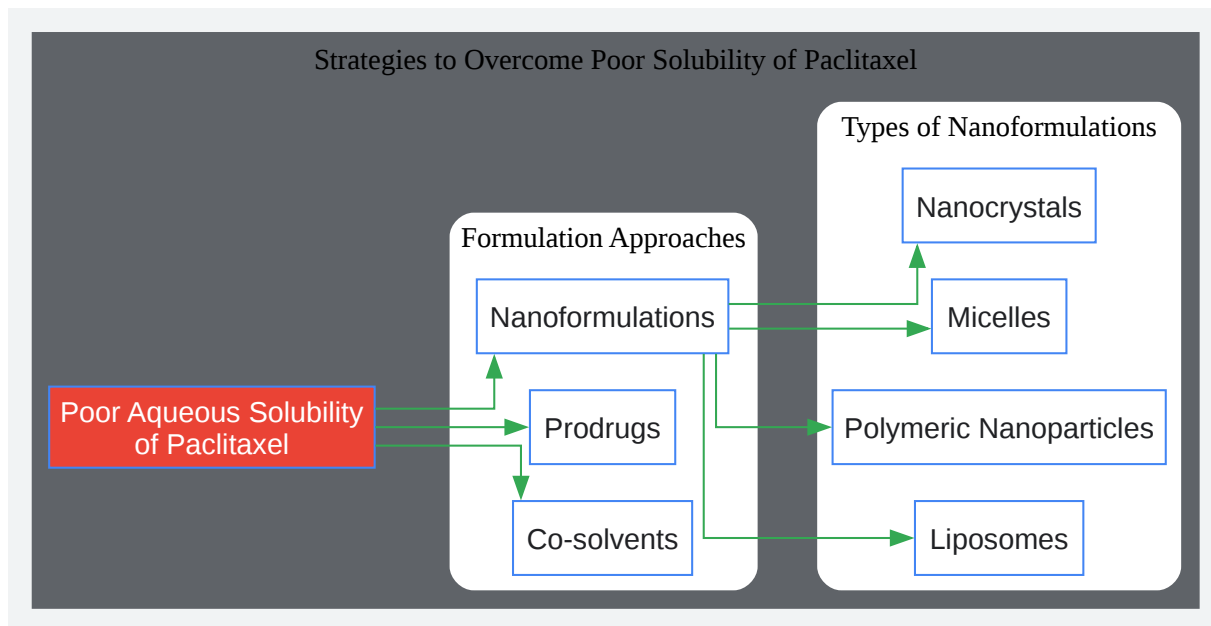 Strategies to Overcome Poor Solubility of Paclitaxel
Poor Aqueous Solubility
of Paclitaxel
Formulation Approaches
Nanoformulations
Prodrugs
Co-solvents
Types of Nanoformulations
Nanocrystals
Micelles
Polymeric Nanoparticles
Liposomes